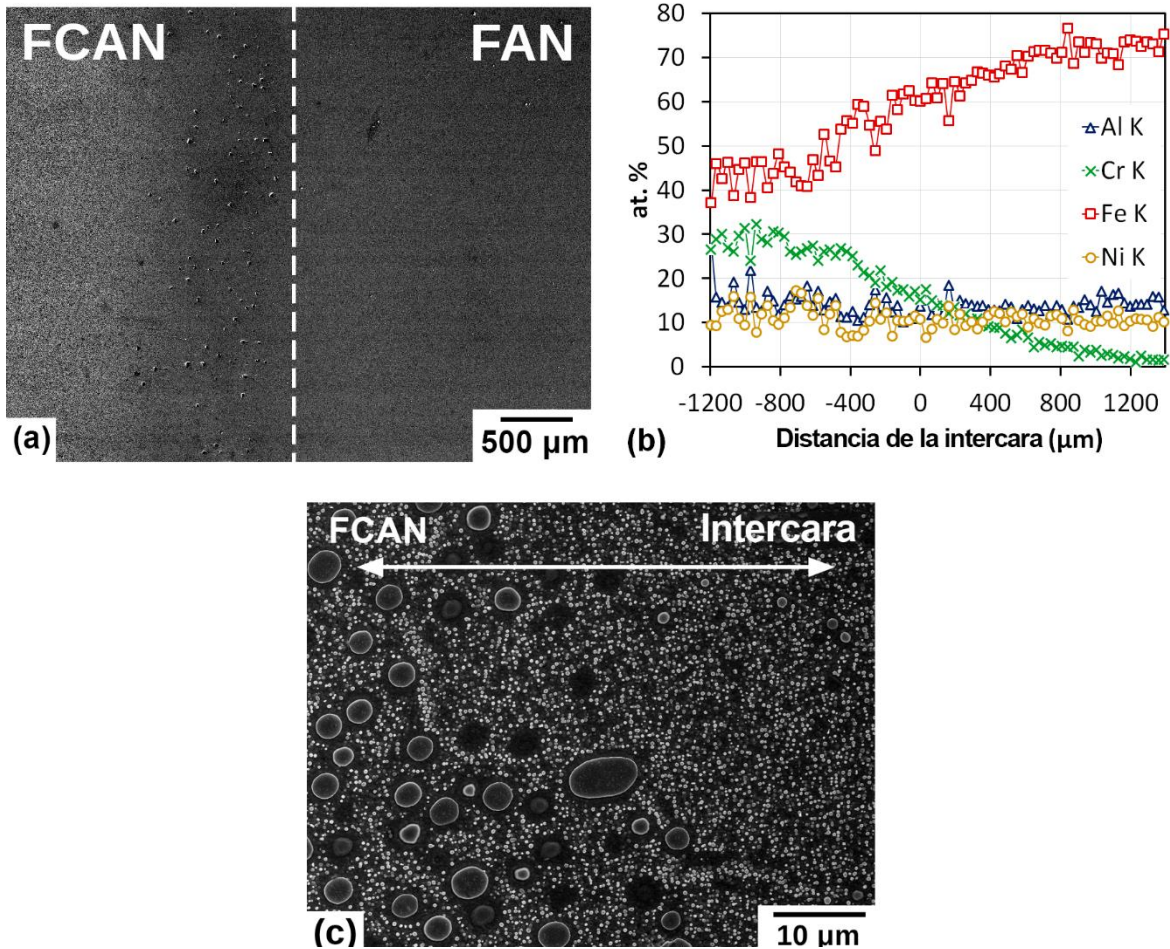 FCAN
FAN
(a)
500 µm
80
70
60
50
40
30
20
10
0
at. %
-1200
-800
-400
0
400
800
1200
Distancia de la intercara (µm)
Al K
Cr K
Fe K
Ni K
(b)
FCAN
Intercara
(c)
10 µm